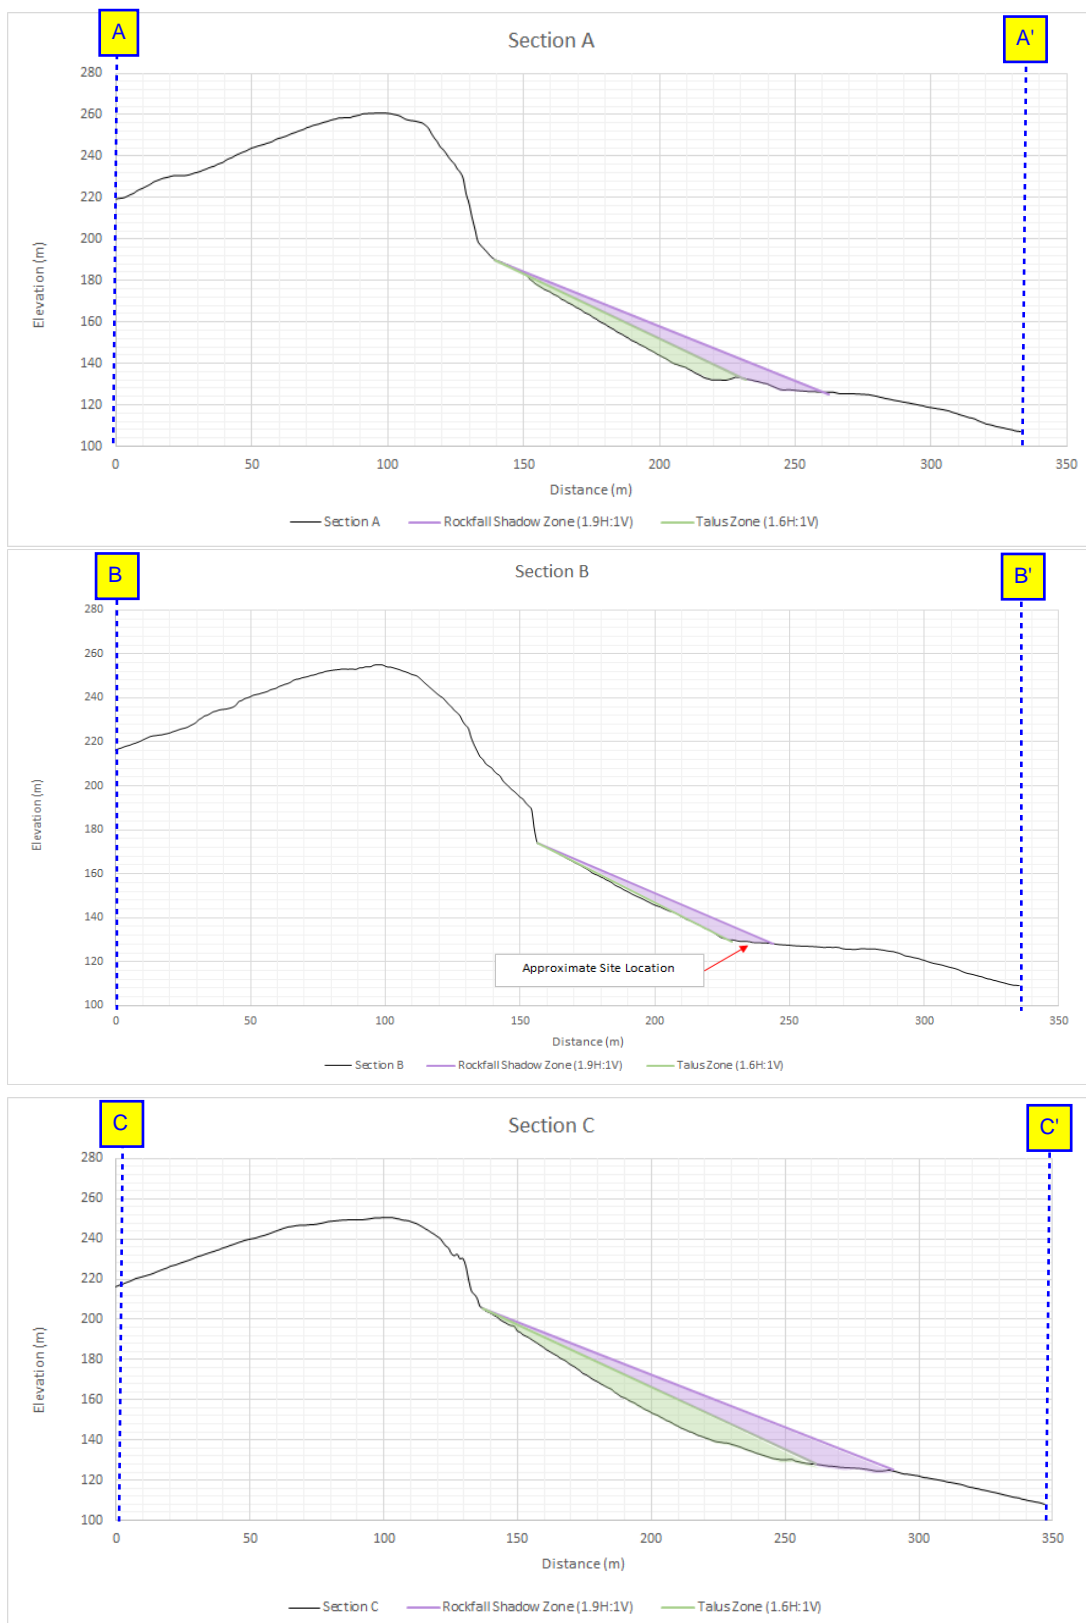 A
A'
Section A
280
260
240
220
200
180
160
140
120
100
Elevation (m)
0 50 100 150 200 250 300 350
Distance (m)
Section A Rockfall Shadow Zone (1.9H:1V) Talus Zone (1.6H:1V)
B
B'
Section B
280
260
240
220
200
180
160
140
120
100
Elevation (m)
Approximate Site Location
0 50 100 150 200 250 300 350
Distance (m)
Section B Rockfall Shadow Zone (1.9H:1V) Talus Zone (1.6H:1V)
C
C'
Section C
280
260
240
220
200
180
160
140
120
100
Elevation (m)
0 50 100 150 200 250 300 350
Distance (m)
Section C Rockfall Shadow Zone (1.9H:1V) Talus Zone (1.6H:1V)